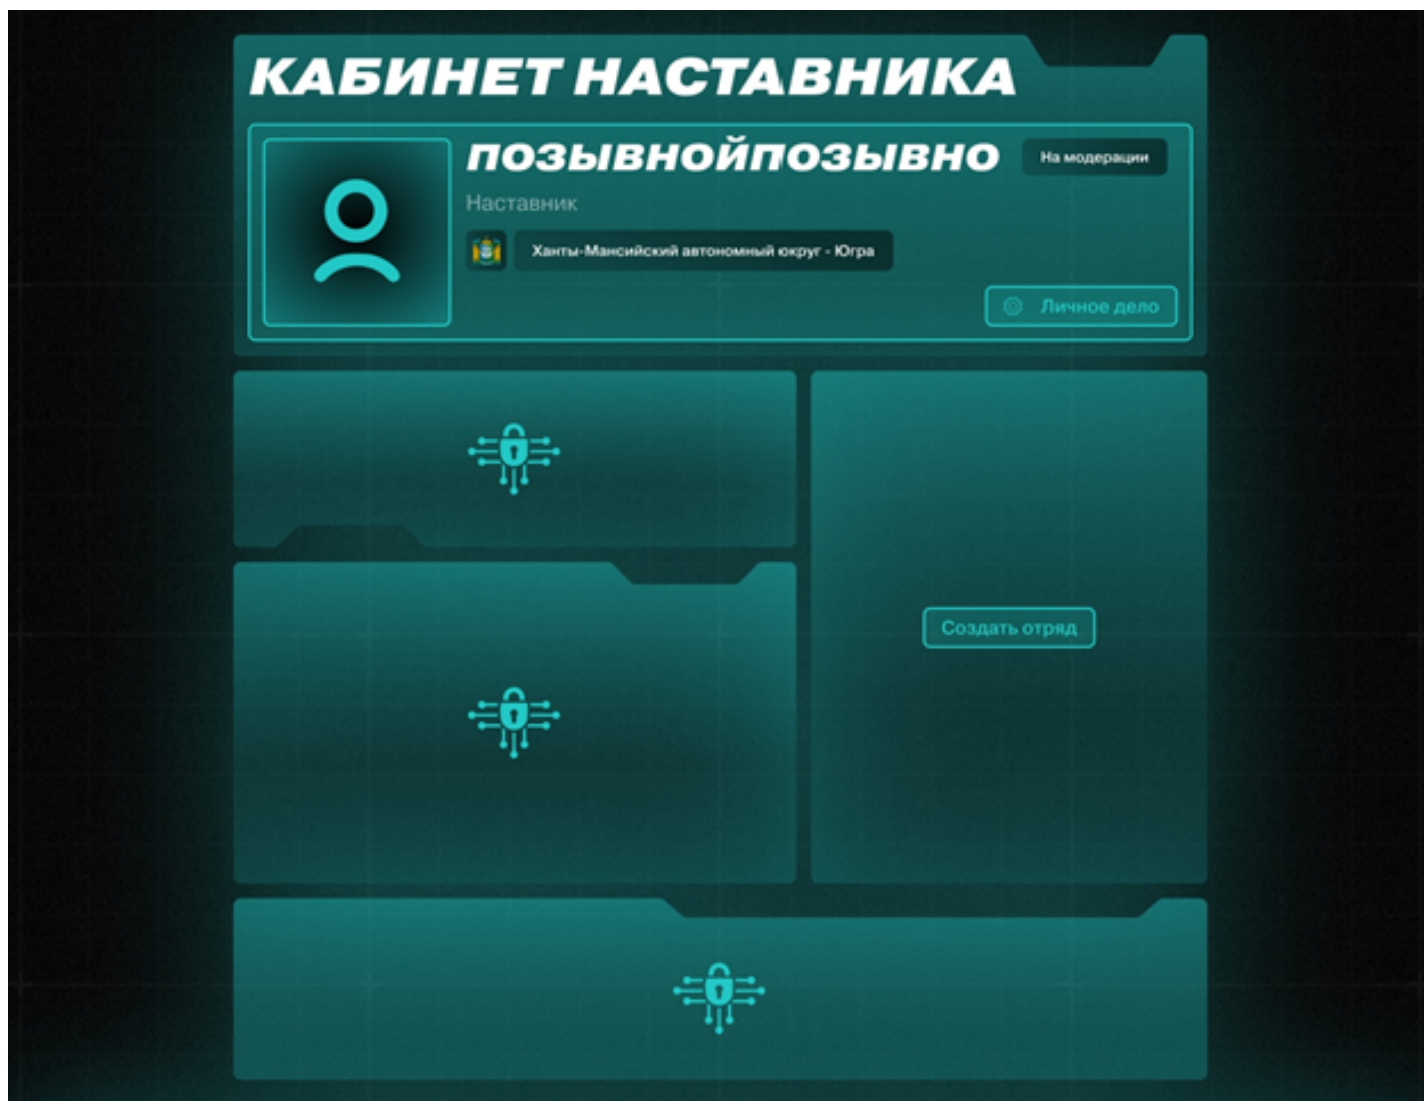 КАБИНЕТ НАСТАВНИКА
ПОЗЫВНОЙПОЗЫВНО
На модерации
Наставник
Ханты-Мансийский автономный округ - Югра
Личное дело
Создать отряд